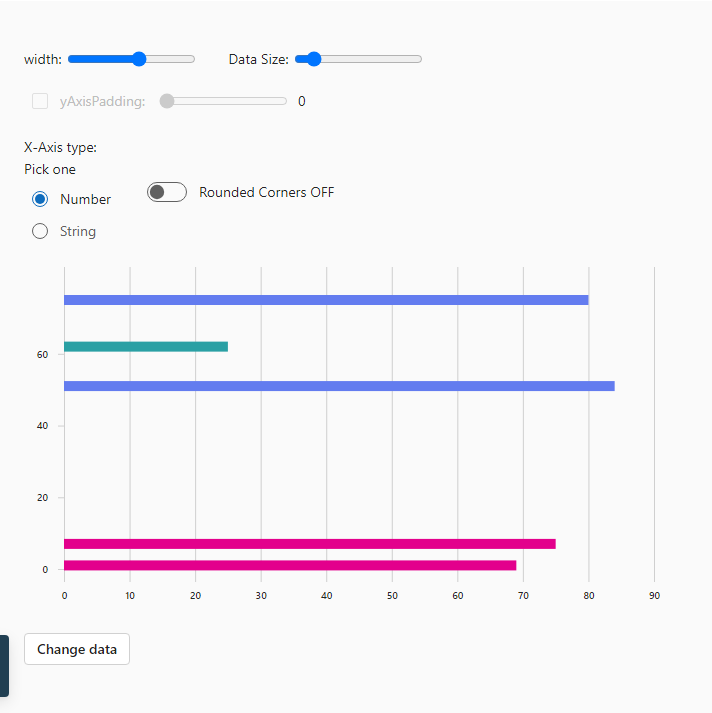 width: Data Size:
yAxisPadding: 0
X-Axis type:
Pick one
Number Rounded Corners OFF
String
60
40
20
0
0 10 20 30 40 50 60 70 80 90
Change data